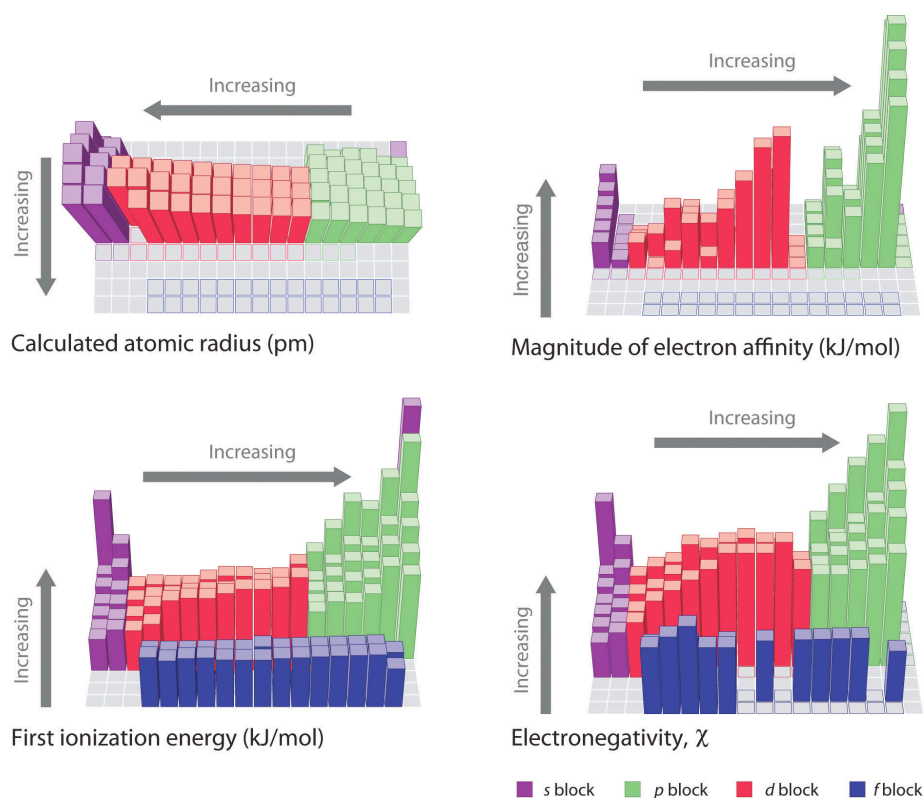 Increasing
Increasing
Calculated atomic radius (pm)
Increasing
Increasing
Magnitude of electron affinity (kJ/mol)
Increasing
Increasing
First ionization energy (kJ/mol)
Increasing
Increasing
Electronegativity, χ
s block
p block
d block
f block